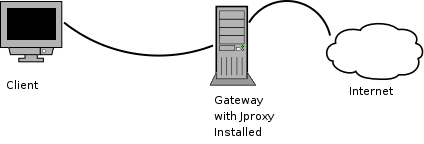 Client
Gateway
with Jproxy
Installed
Internet